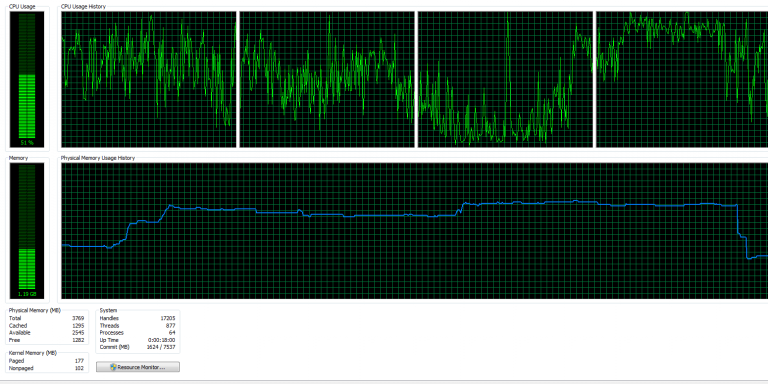 CPU Usage
CPU Usage History
51 %
Memory
Physical Memory Usage History
1.19 GB
Physical Memory (MB)
Total 3769
Cached 1295
Available 2545
Free 1282
Kernel Memory (MB)
Paged 177
Nonpaged 102
System
Handles 17205
Threads 877
Processes 64
Up Time 0:00:18:00
Commit (MB) 1624 / 7537
Resource Monitor...